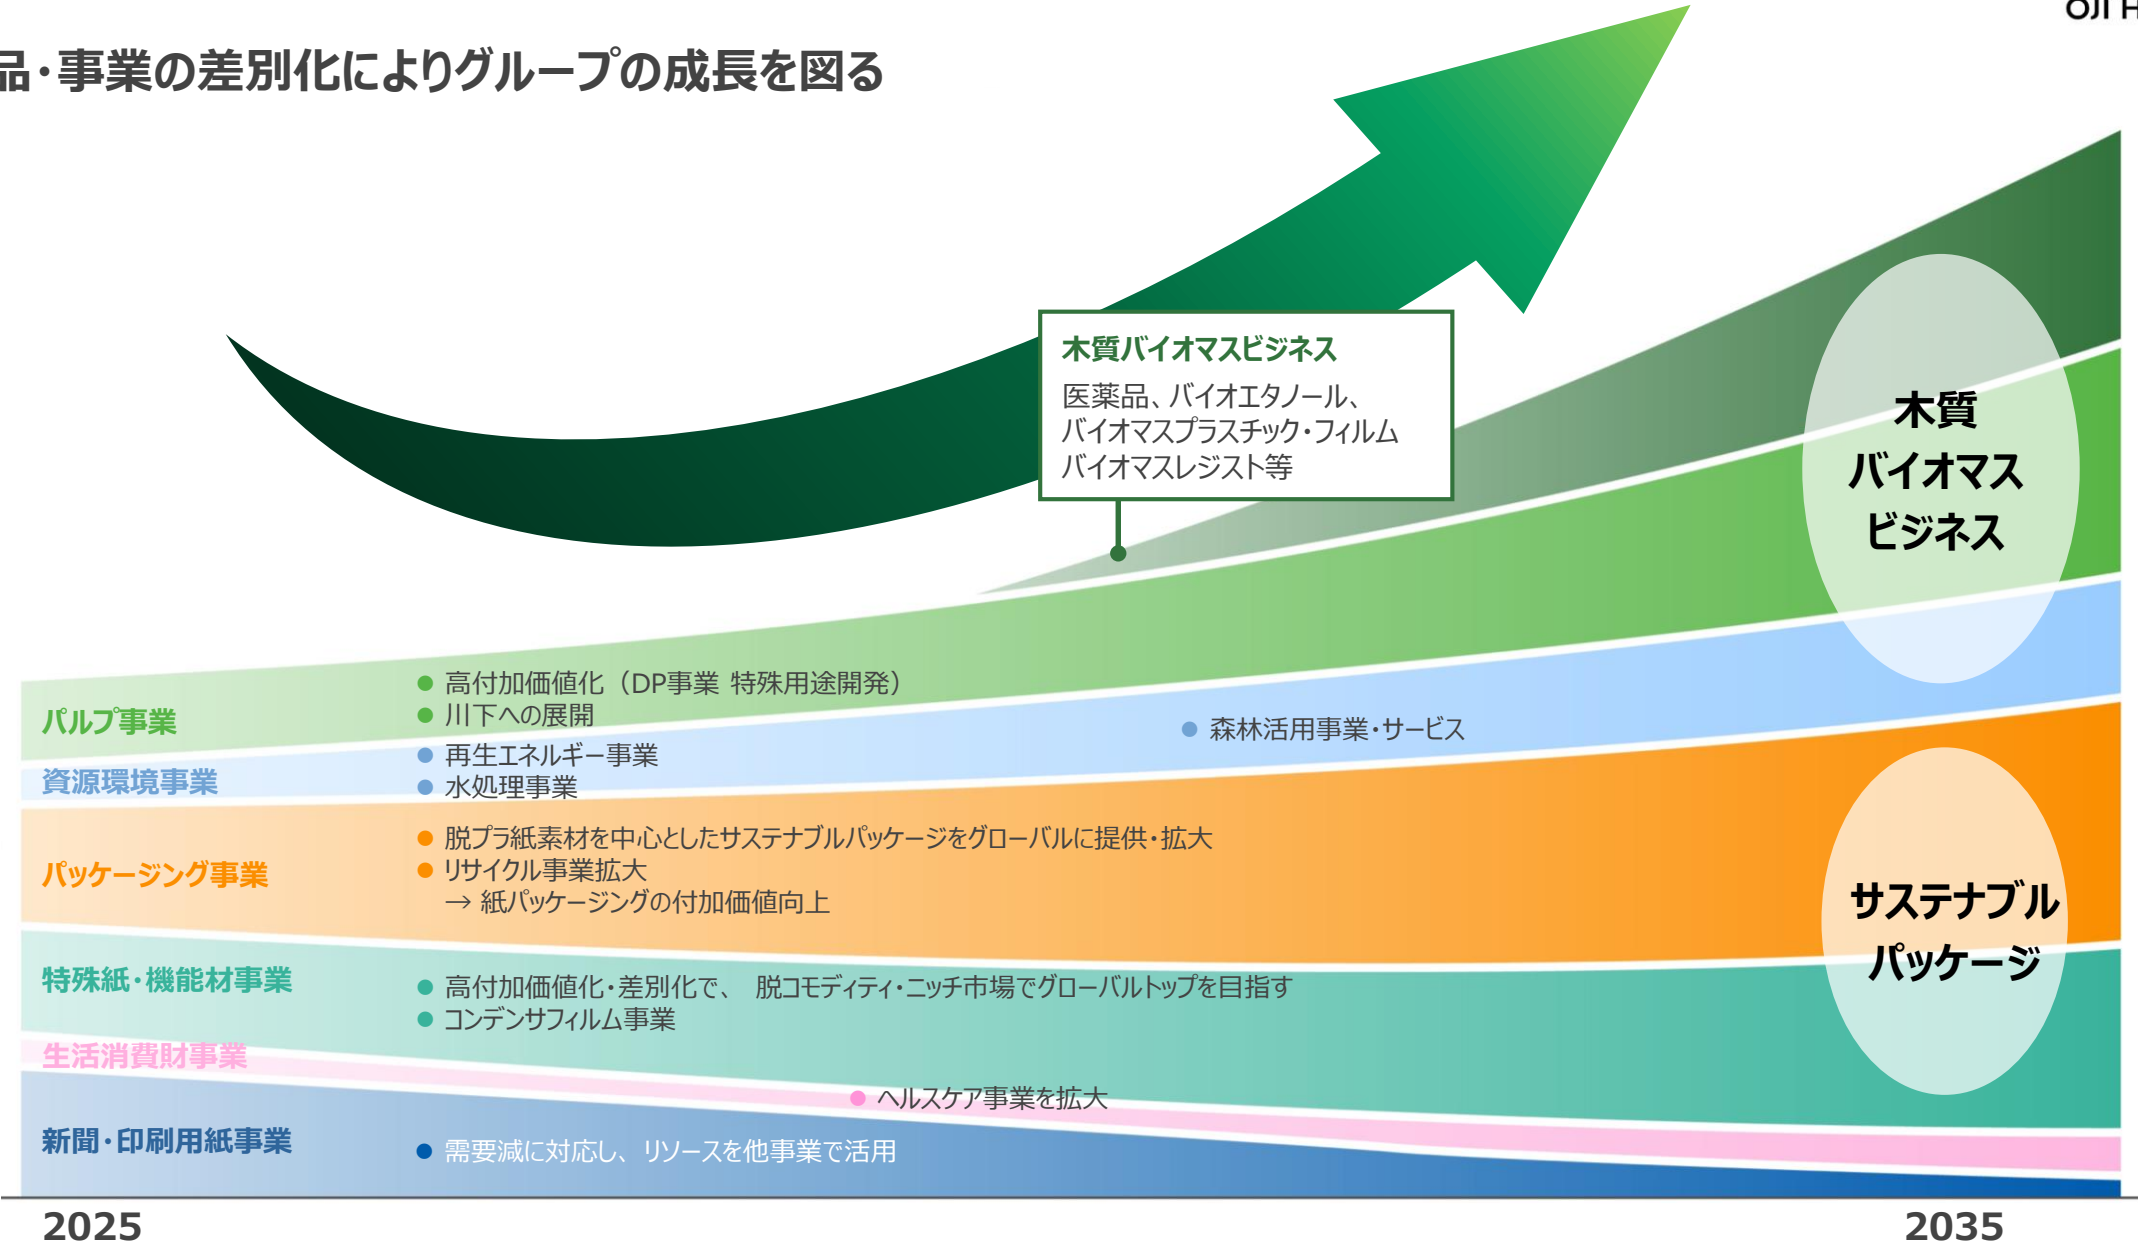 OJI H
品・事業の差別化によりグループの成長を図る
木質バイオマスビジネス
医薬品、バイオエタノール、
バイオマスプラスチック・フィルム
バイオマスレジスト等
木質
バイオマス
ビジネス
パルプ事業
● 高付加価値化（DP事業 特殊用途開発）
● 川下への展開
資源環境事業
● 再生エネルギー事業
● 水処理事業
● 森林活用事業・サービス
パッケージング事業
● 脱プラ紙素材を中心としたサステナブルパッケージをグローバルに提供・拡大
● リサイクル事業拡大
→ 紙パッケージングの付加価値向上
サステナブル
パッケージ
特殊紙・機能材事業
● 高付加価値化・差別化で、 脱コモディティ・ニッチ市場でグローバルトップを目指す
● コンデンサフィルム事業
生活消費財事業
● ヘルスケア事業を拡大
新聞・印刷用紙事業
● 需要減に対応し、リソースを他事業で活用
2025
2035